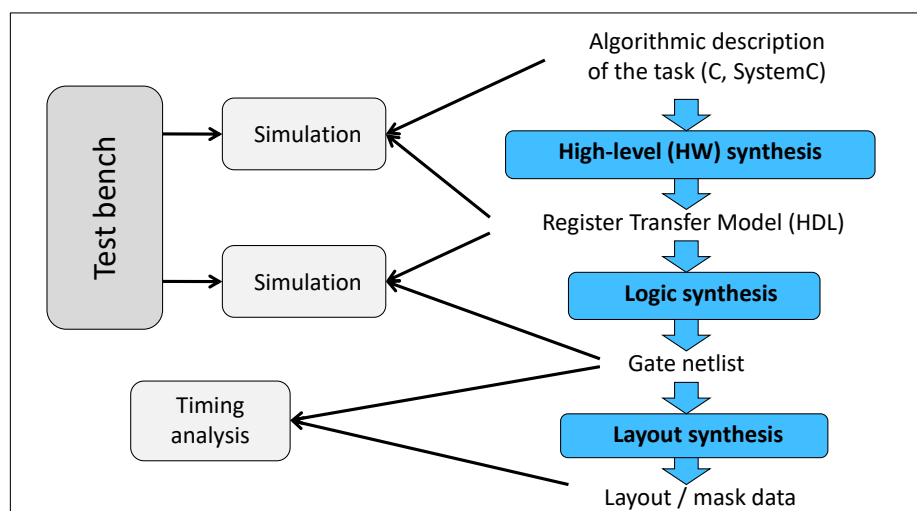 Algorithmic description
of the task (C, SystemC)
Test bench
Simulation
High-level (HW) synthesis
Register Transfer Model (HDL)
Simulation
Logic synthesis
Gate netlist
Timing
analysis
Layout synthesis
Layout / mask data